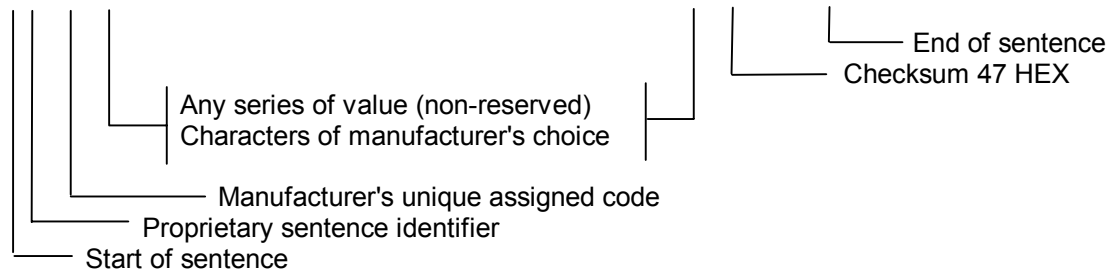 End of sentence
Checksum 47 HEX
Any series of value (non-reserved)
Characters of manufacturer's choice
Manufacturer's unique assigned code
Proprietary sentence identifier
Start of sentence